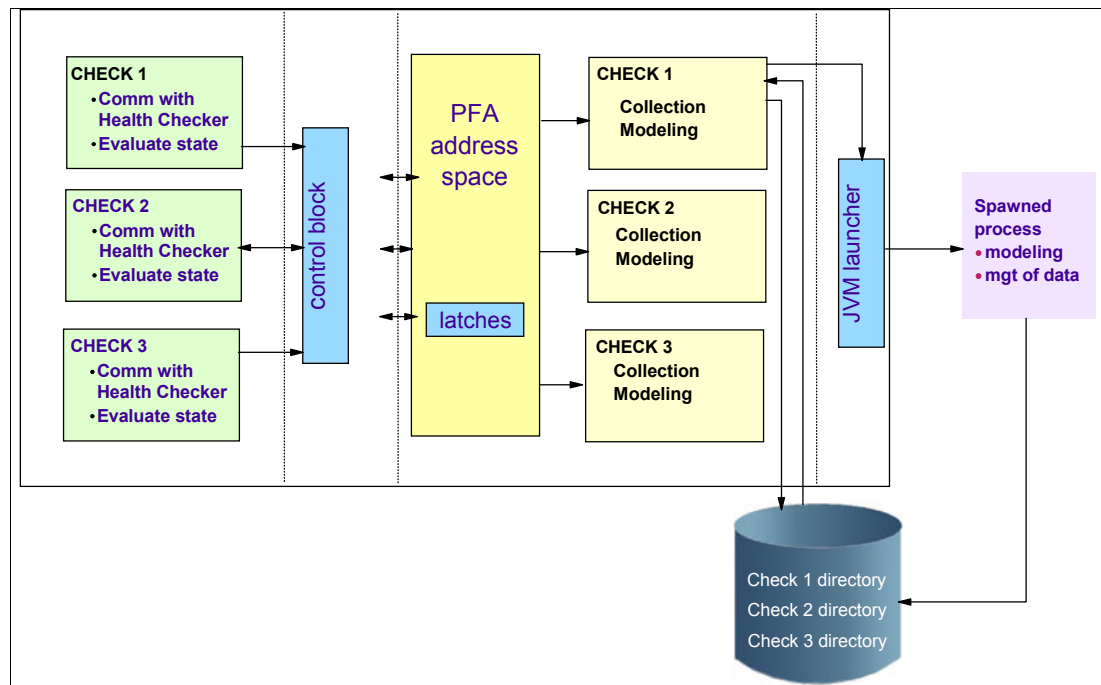 CHECK 1
•Comm with
Health Checker
•Evaluate state
CHECK 2
•Comm with
Health Checker
•Evaluate state
CHECK 3
•Comm with
Health Checker
•Evaluate state
control block
PFA
address
space
latches
CHECK 1
Collection
Modeling
CHECK 2
Collection
Modeling
CHECK 3
Collection
Modeling
JVM launcher
Spawned
process
• modeling
• mgt of data
Check 1 directory
Check 2 directory
Check 3 directory